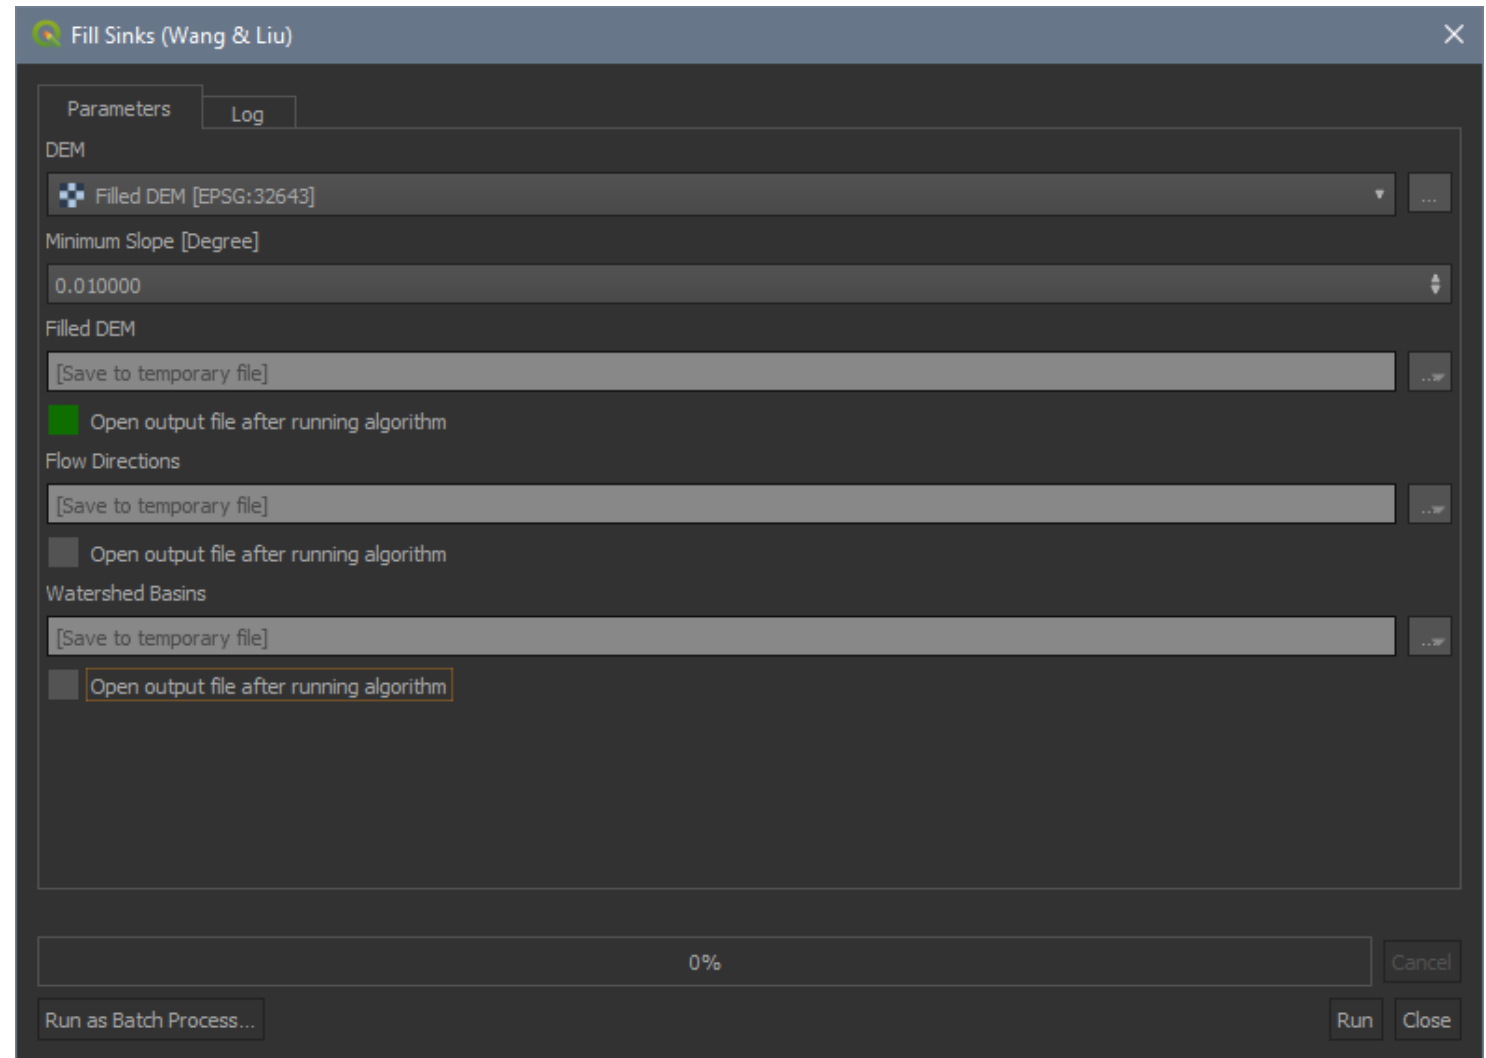 Fill Sinks (Wang & Liu)
Parameters
Log
DEM
Filled DEM [EPSG:32643]
...
Minimum Slope [Degree]
0.010000
Filled DEM
[Save to temporary file]
...
Open output file after running algorithm
Flow Directions
[Save to temporary file]
...
Open output file after running algorithm
Watershed Basins
[Save to temporary file]
...
Open output file after running algorithm
0%
Cancel
Run as Batch Process...
Run
Close